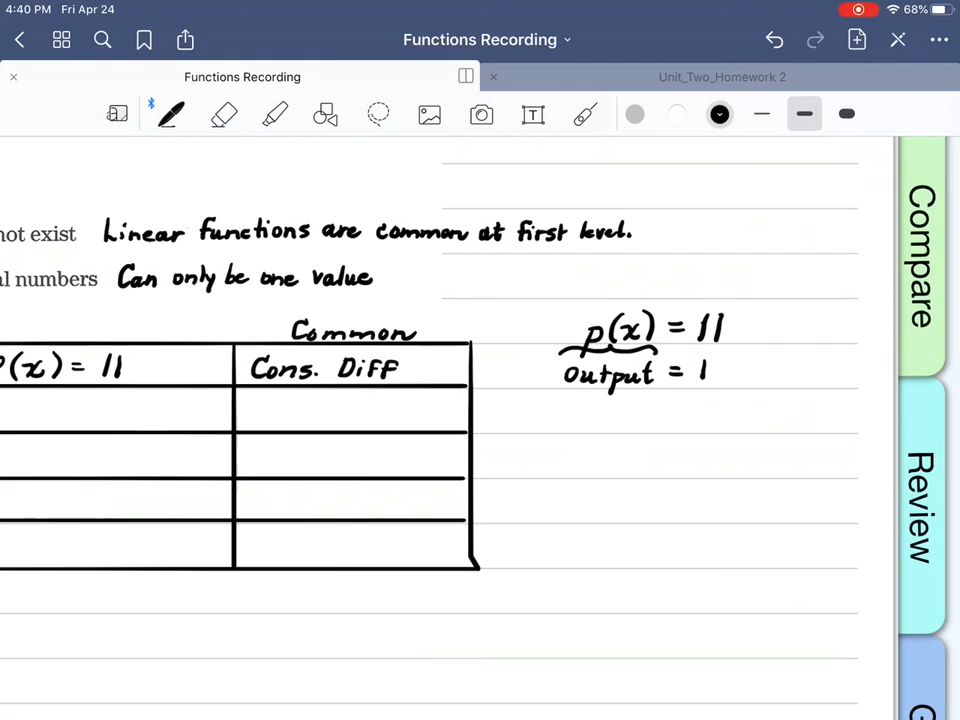 4:40 PM Fri Apr 24
68%
Functions Recording
Functions Recording
Unit_Two_Homework 2
not exist Linear functions are common at first level.
al numbers Can only be one value
Common
p(x) = 11
P(x) = 11
Cons. Diff
output = 1
Compare
Review